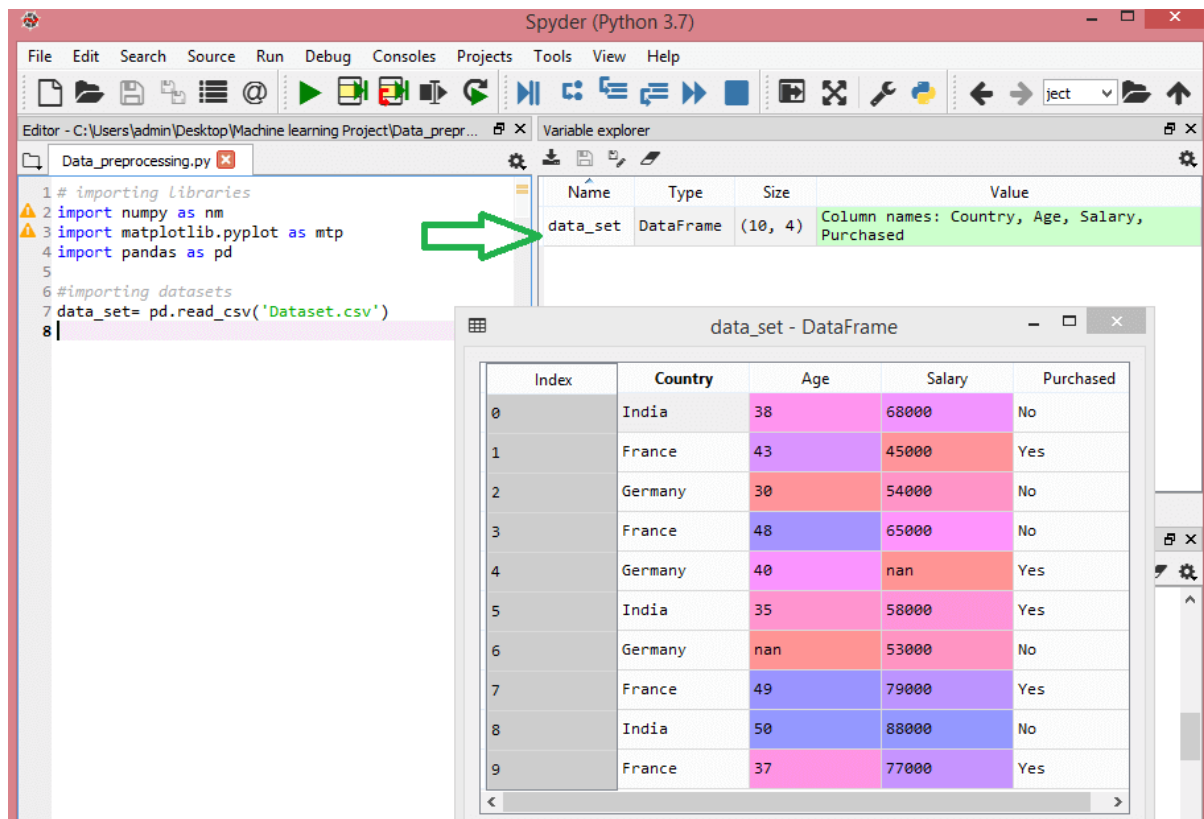 Spyder (Python 3.7)
File Edit Search Source Run Debug Consoles Projects Tools View Help
ject
Editor - C:\Users\admin\Desktop\Machine learning Project\Data_prepr...
Data_preprocessing.py
1 # importing libraries
2 import numpy as nm
3 import matplotlib.pyplot as mtp
4 import pandas as pd
5
6 #importing datasets
7 data_set= pd.read_csv('Dataset.csv')
8
Variable explorer
Name Type Size Value
data_set DataFrame (10, 4) Column names: Country, Age, Salary,
Purchased
data_set - DataFrame
Index Country Age Salary Purchased
0 India 38 68000 No
1 France 43 45000 Yes
2 Germany 30 54000 No
3 France 48 65000 No
4 Germany 40 nan Yes
5 India 35 58000 Yes
6 Germany nan 53000 No
7 France 49 79000 Yes
8 India 50 88000 No
9 France 37 77000 Yes